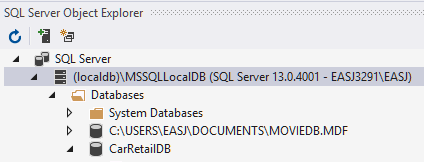 SQL Server Object Explorer
SQL Server
(localdb)\MSSQLLocalDB (SQL Server 13.0.4001 - EASJ3291\EASJ)
Databases
System Databases
C:\USERS\EASJ\DOCUMENTS\MOVIEDB.MDF
CarRetailDB